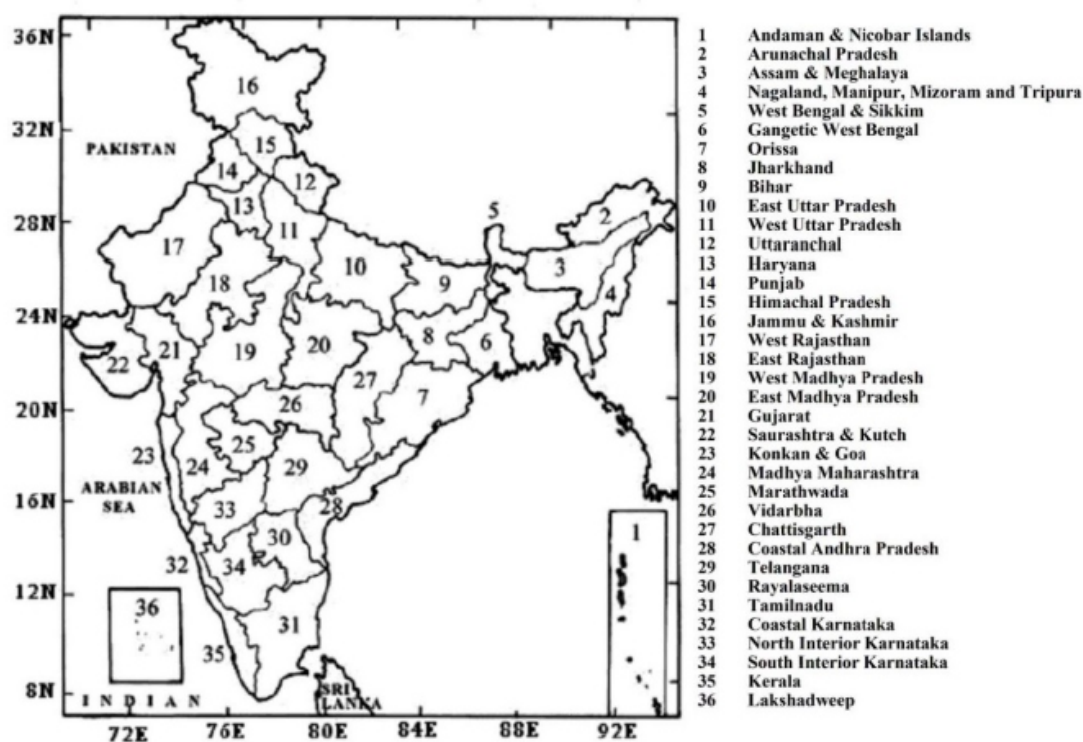 36N
32N
28N
24N
20N
16N
12N
8N
72E
76E
80E
84E
88E
92E
PAKISTAN
ARABIAN
SEA
INDIAN
SRI
LANKA
16
15
14
12
13
11
17
18
10
5
2
3
4
9
8
6
7
22
21
19
20
27
26
25
24
23
29
28
33
30
34
32
31
35
36
1
1 Andaman & Nicobar Islands
2 Arunachal Pradesh
3 Assam & Meghalaya
4 Nagaland, Manipur, Mizoram and Tripura
5 West Bengal & Sikkim
6 Gangetic West Bengal
7 Orissa
8 Jharkhand
9 Bihar
10 East Uttar Pradesh
11 West Uttar Pradesh
12 Uttaranchal
13 Haryana
14 Punjab
15 Himachal Pradesh
16 Jammu & Kashmir
17 West Rajasthan
18 East Rajasthan
19 West Madhya Pradesh
20 East Madhya Pradesh
21 Gujarat
22 Saurashtra & Kutch
23 Konkan & Goa
24 Madhya Maharashtra
25 Marathwada
26 Vidarbha
27 Chattisgarth
28 Coastal Andhra Pradesh
29 Telangana
30 Rayalaseema
31 Tamilnadu
32 Coastal Karnataka
33 North Interior Karnataka
34 South Interior Karnataka
35 Kerala
36 Lakshadweep